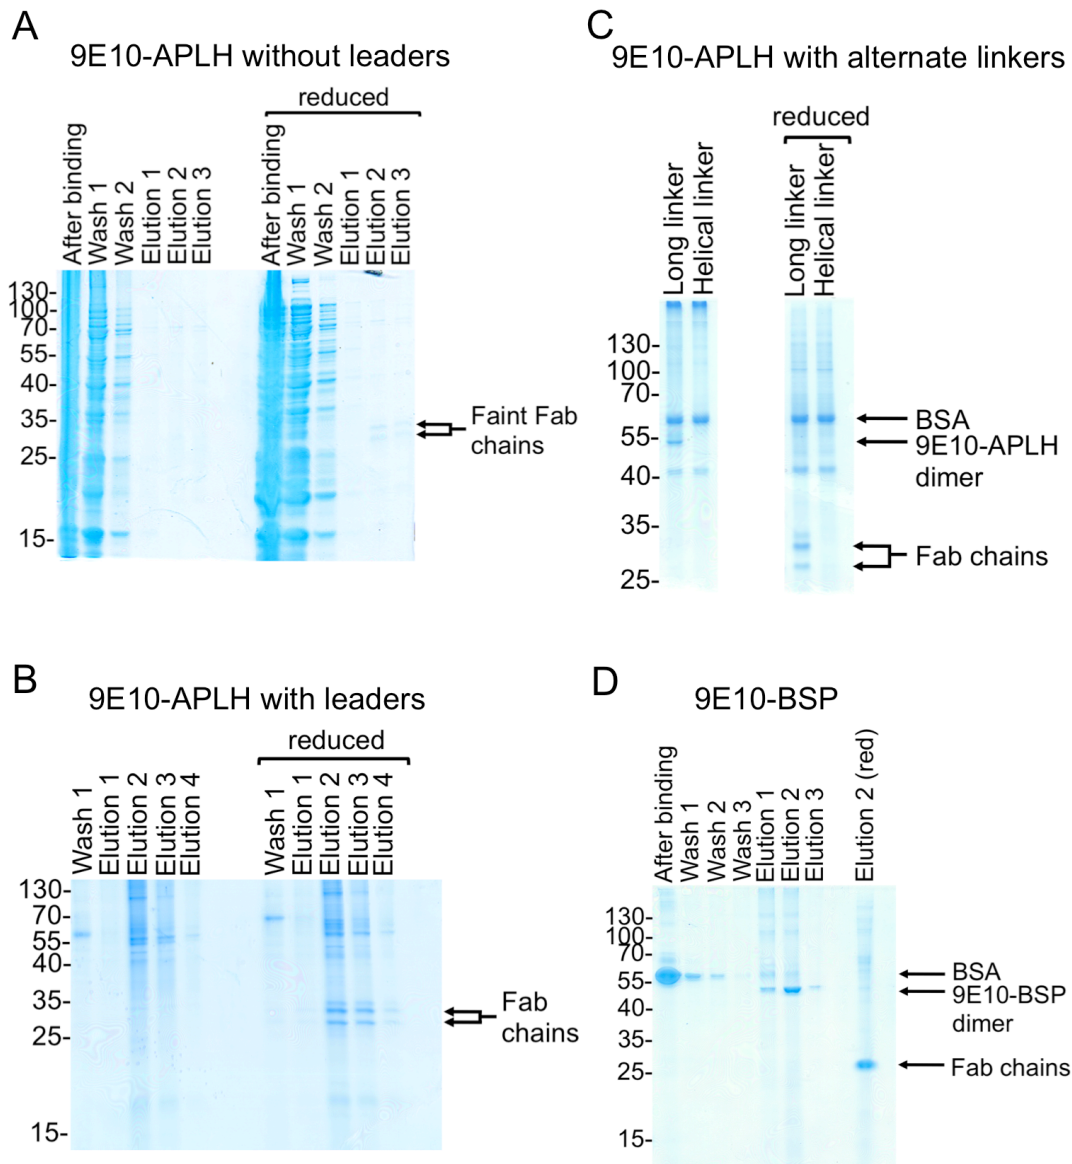 A
9E10-APLH without leaders
reduced
After binding
Wash 1
Wash 2
Elution 1
Elution 2
Elution 3
After binding
Wash 1
Wash 2
Elution 1
Elution 2
Elution 3
130-
100-
70-
55-
40-
35-
25-
15-
Faint Fab
chains
C
9E10-APLH with alternate linkers
reduced
Long linker
Helical linker
Long linker
Helical linker
130-
100-
70-
55-
40-
35-
25-
BSA
9E10-APLH
dimer
Fab chains
B
9E10-APLH with leaders
reduced
Wash 1
Elution 1
Elution 2
Elution 3
Elution 4
Wash 1
Elution 1
Elution 2
Elution 3
Elution 4
130-
70-
55-
40-
35-
25-
15-
Fab
chains
D
9E10-BSP
After binding
Wash 1
Wash 2
Wash 3
Elution 1
Elution 2
Elution 3
Elution 2 (red)
130-
100-
70-
55-
40-
35-
25-
15-
BSA
9E10-BSP
dimer
Fab chains